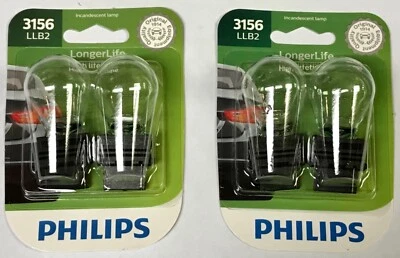 3156
LLB2
Incandescent lamp
LongerLife
PHILIPS
3156
LLB2
Incandescent lamp
LongerLife
PHILIPS